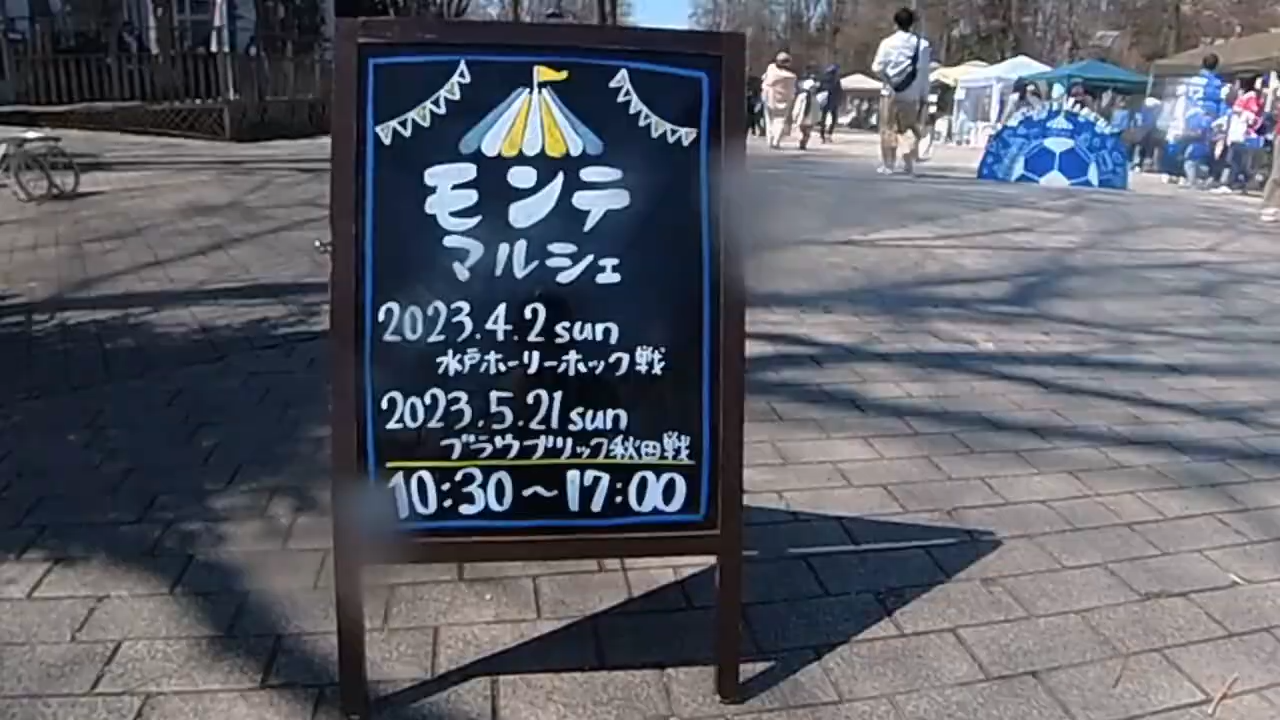 モンテ
マルシェ
2023.4.2 sun
水戸ホーリーホック戦
2023.5.21 sun
ブラウブリッツ秋田戦
10:30〜17:00